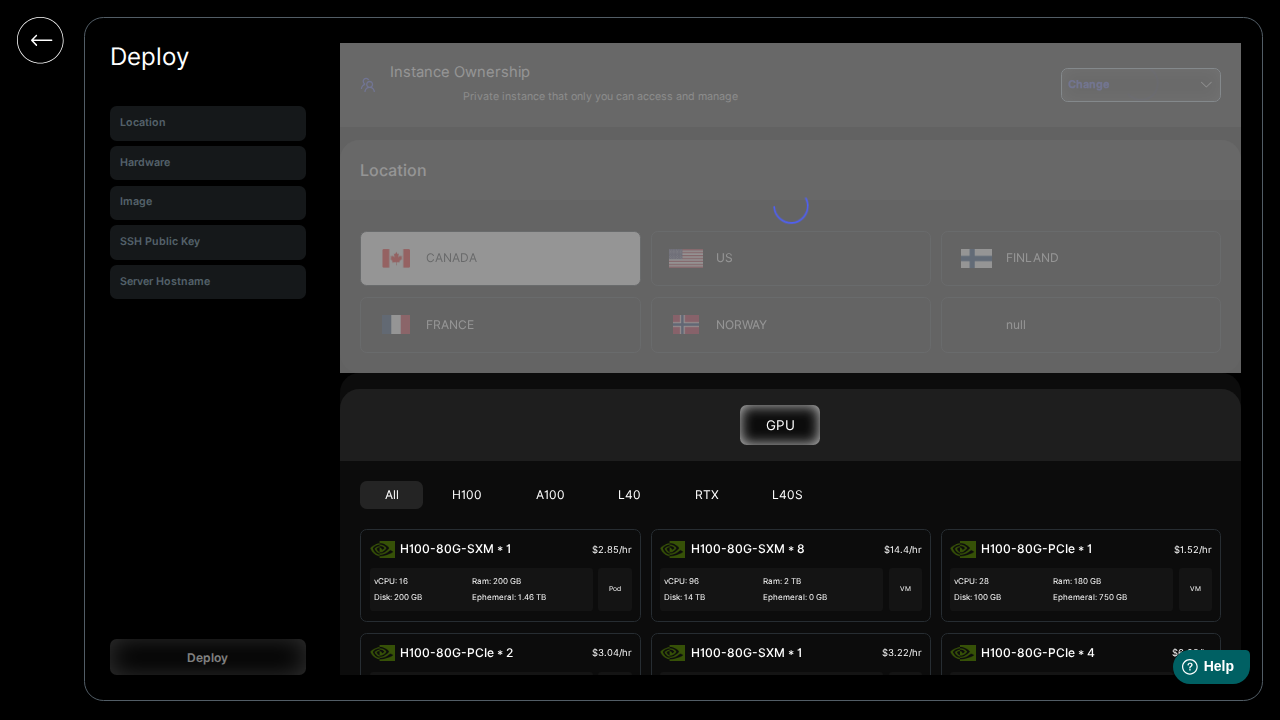 Deploy
Location
Hardware
Image
SSH Public Key
Server Hostname
Deploy
Instance Ownership
Private instance that only you can access and manage
Change
Location
CANADA
US
FINLAND
FRANCE
NORWAY
null
GPU
All H100 A100 L40 RTX L40S
H100-80G-SXM * 1 $2.85/hr
vCPU: 16 Ram: 200 GB
Disk: 200 GB Ephemeral: 1.46 TB
Pod
H100-80G-SXM * 8 $14.4/hr
vCPU: 96 Ram: 2 TB
Disk: 14 TB Ephemeral: 0 GB
VM
H100-80G-PCIe * 1 $1.52/hr
vCPU: 28 Ram: 180 GB
Disk: 100 GB Ephemeral: 750 GB
VM
H100-80G-PCIe * 2 $3.04/hr
H100-80G-SXM * 1 $3.22/hr
H100-80G-PCIe * 4
Help